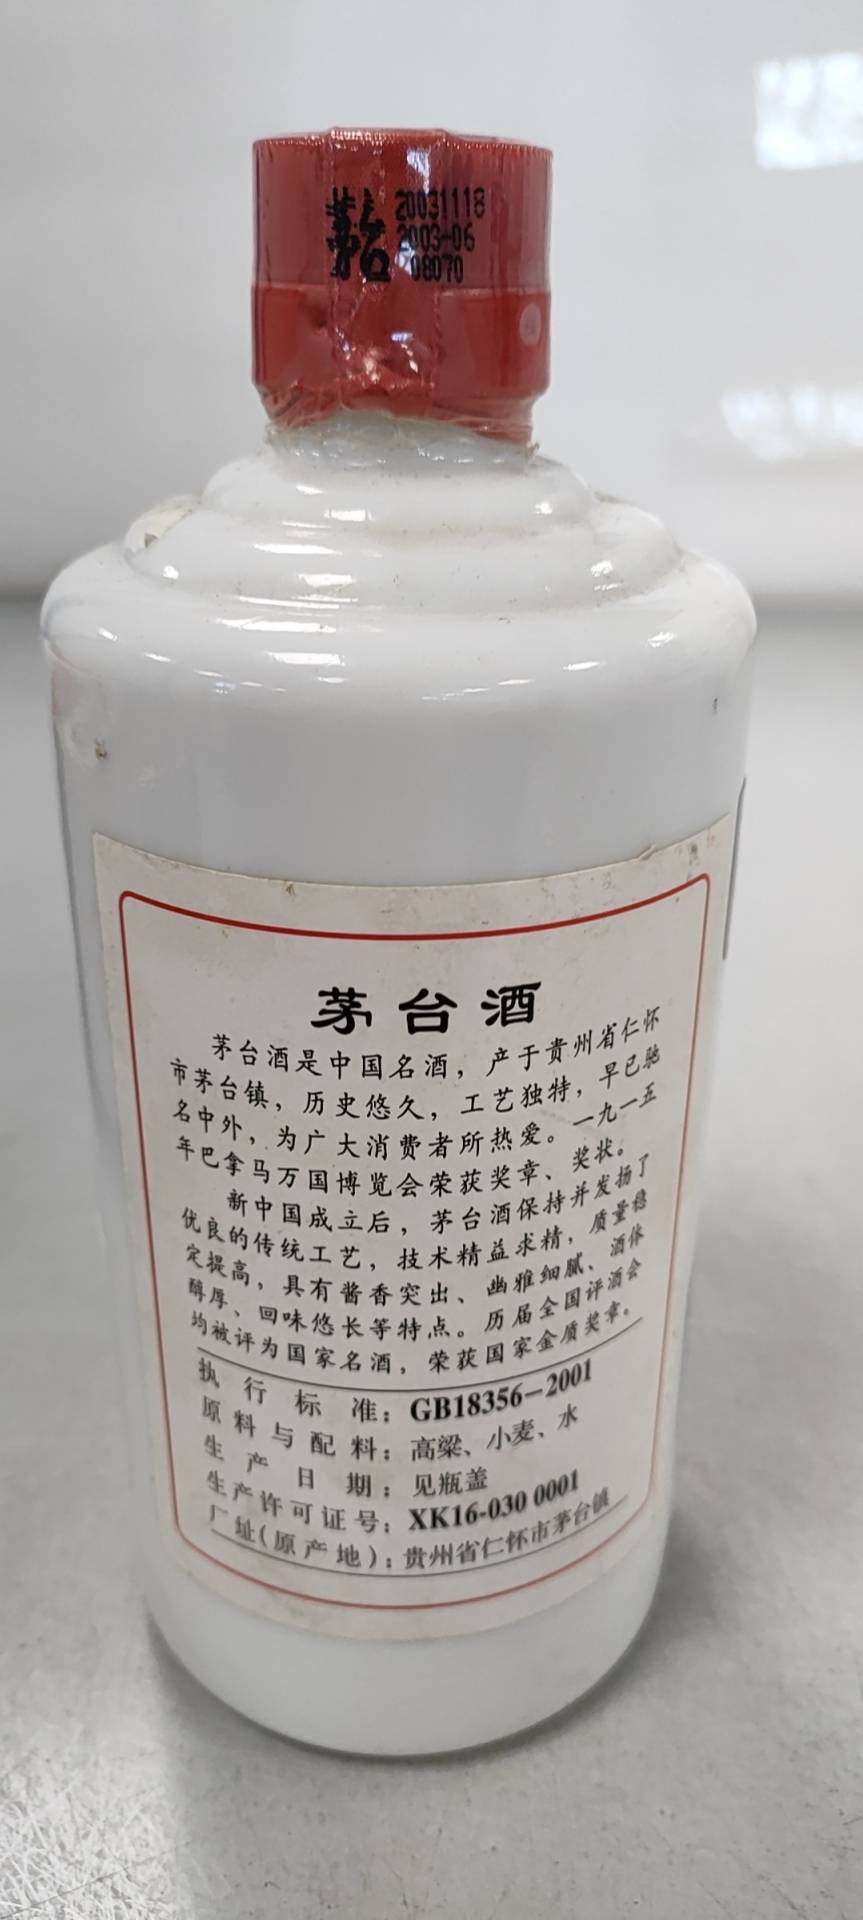 茅台
20031118
2003-06
08070
茅台酒
茅台酒是中国名酒，产于贵州省仁怀
市茅台镇，历史悠久，工艺独特，早已驰
名中外，为广大消费者所热爱。一九一五
年巴拿马万国博览会荣获奖章、奖状。
新中国成立后，茅台酒保持并发扬了
优良的传统工艺，技术精益求精，质量稳
定提高，具有酱香突出、幽雅细腻、酒体
醇厚、回味悠长等特点。历届全国评酒会
均被评为国家名酒，荣获国家金质奖章。
执行标准：GB18356-2001
原料与配料：高粱、小麦、水
生产日期：见瓶盖
生产许可证号：XK16-030 0001
厂址(原产地)：贵州省仁怀市茅台镇